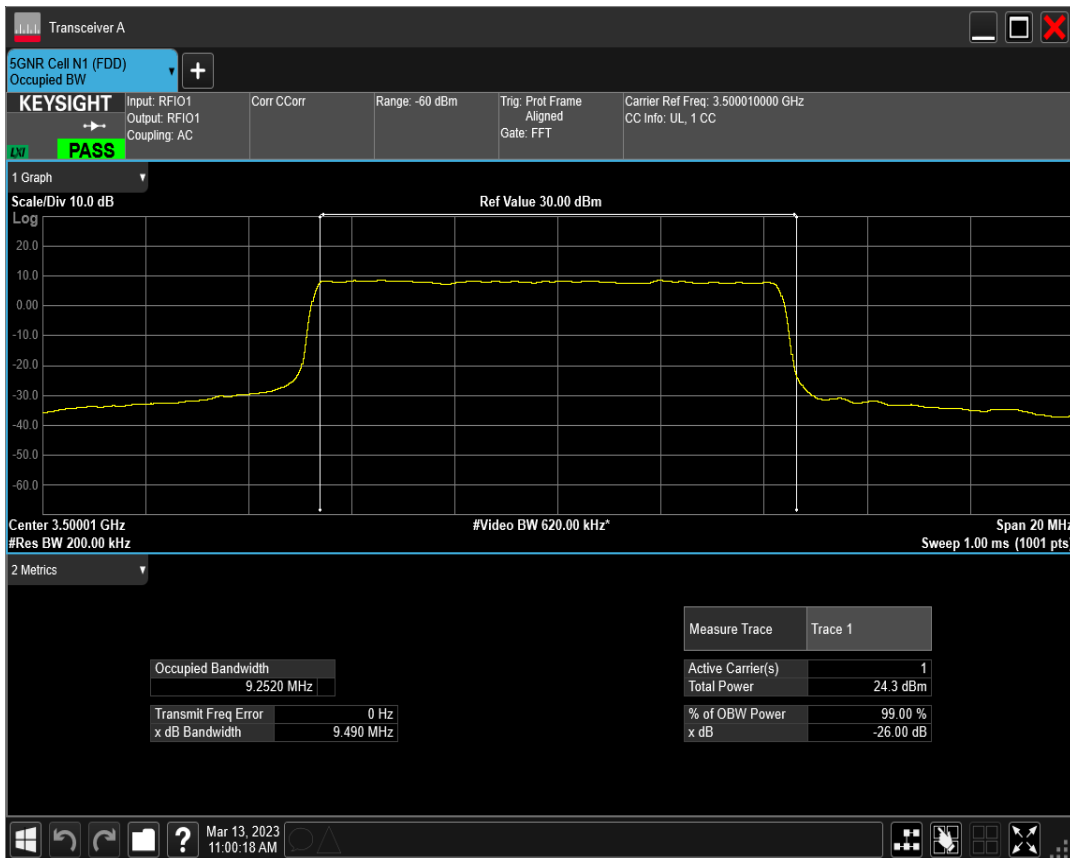 Transceiver A
5GNR Cell N1 (FDD)
Occupied BW
KEYSIGHT
LXI
PASS
Input: RFIO1
Output: RFIO1
Coupling: AC
Corr CCorr
Range: -60 dBm
Trig: Prot Frame
Aligned
Gate: FFT
Carrier Ref Freq: 3.500010000 GHz
CC Info: UL, 1 CC
1 Graph
Scale/Div 10.0 dB
Ref Value 30.00 dBm
Log
20.0
10.0
0.00
-10.0
-20.0
-30.0
-40.0
-50.0
-60.0
Center 3.50001 GHz
#Video BW 620.00 kHz*
Span 20 MHz
#Res BW 200.00 kHz
Sweep 1.00 ms (1001 pts)
2 Metrics
Measure Trace Trace 1
Occupied Bandwidth
9.2520 MHz
Transmit Freq Error 0 Hz
x dB Bandwidth 9.490 MHz
Active Carrier(s) 1
Total Power 24.3 dBm
% of OBW Power 99.00 %
x dB -26.00 dB
Mar 13, 2023
11:00:18 AM